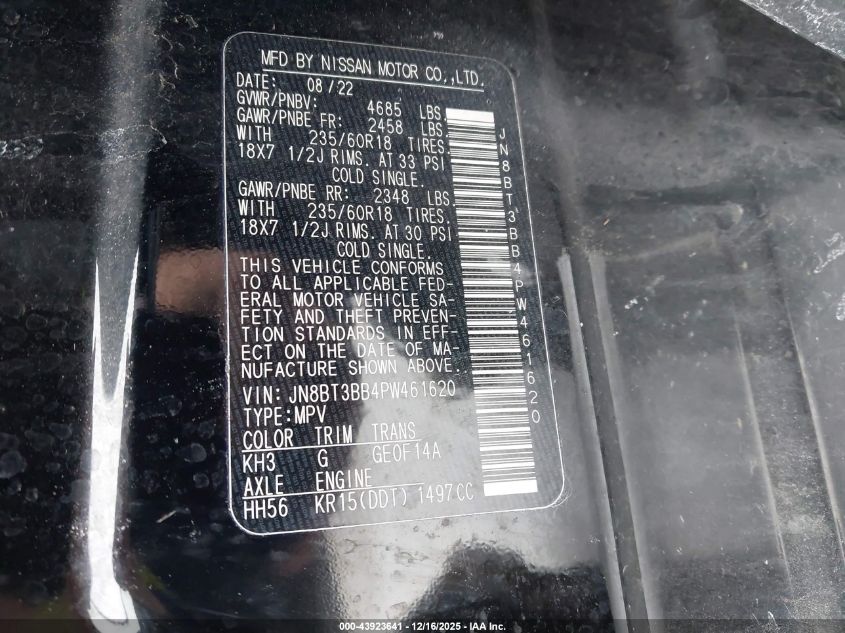 MFD BY NISSAN MOTOR CO.,LTD.
DATE: 08/22
GVWR/PNBV: 4685 LBS.
GAWR/PNBE FR: 2458 LBS.
WITH 235/60R18 TIRES.
18X7 1/2J RIMS. AT 33 PSI
COLD SINGLE.
GAWR/PNBE RR: 2348 LBS.
WITH 235/60R18 TIRES.
18X7 1/2J RIMS. AT 30 PSI
COLD SINGLE.
THIS VEHICLE CONFORMS
TO ALL APPLICABLE FED-
ERAL MOTOR VEHICLE SA-
FETY AND THEFT PREVEN-
TION STANDARDS IN EFF-
ECT ON THE DATE OF MA-
NUFACTURE SHOWN ABOVE.
VIN: JN8BT3BB4PW461620
TYPE:MPV
COLOR TRIM TRANS
KH3 G GE0F14A
AXLE ENGINE
HH56 KR15(DDT) 1497CC
JN8BT3BB4PW461620
000-43923641 - 12/16/2025 - IAA Inc.